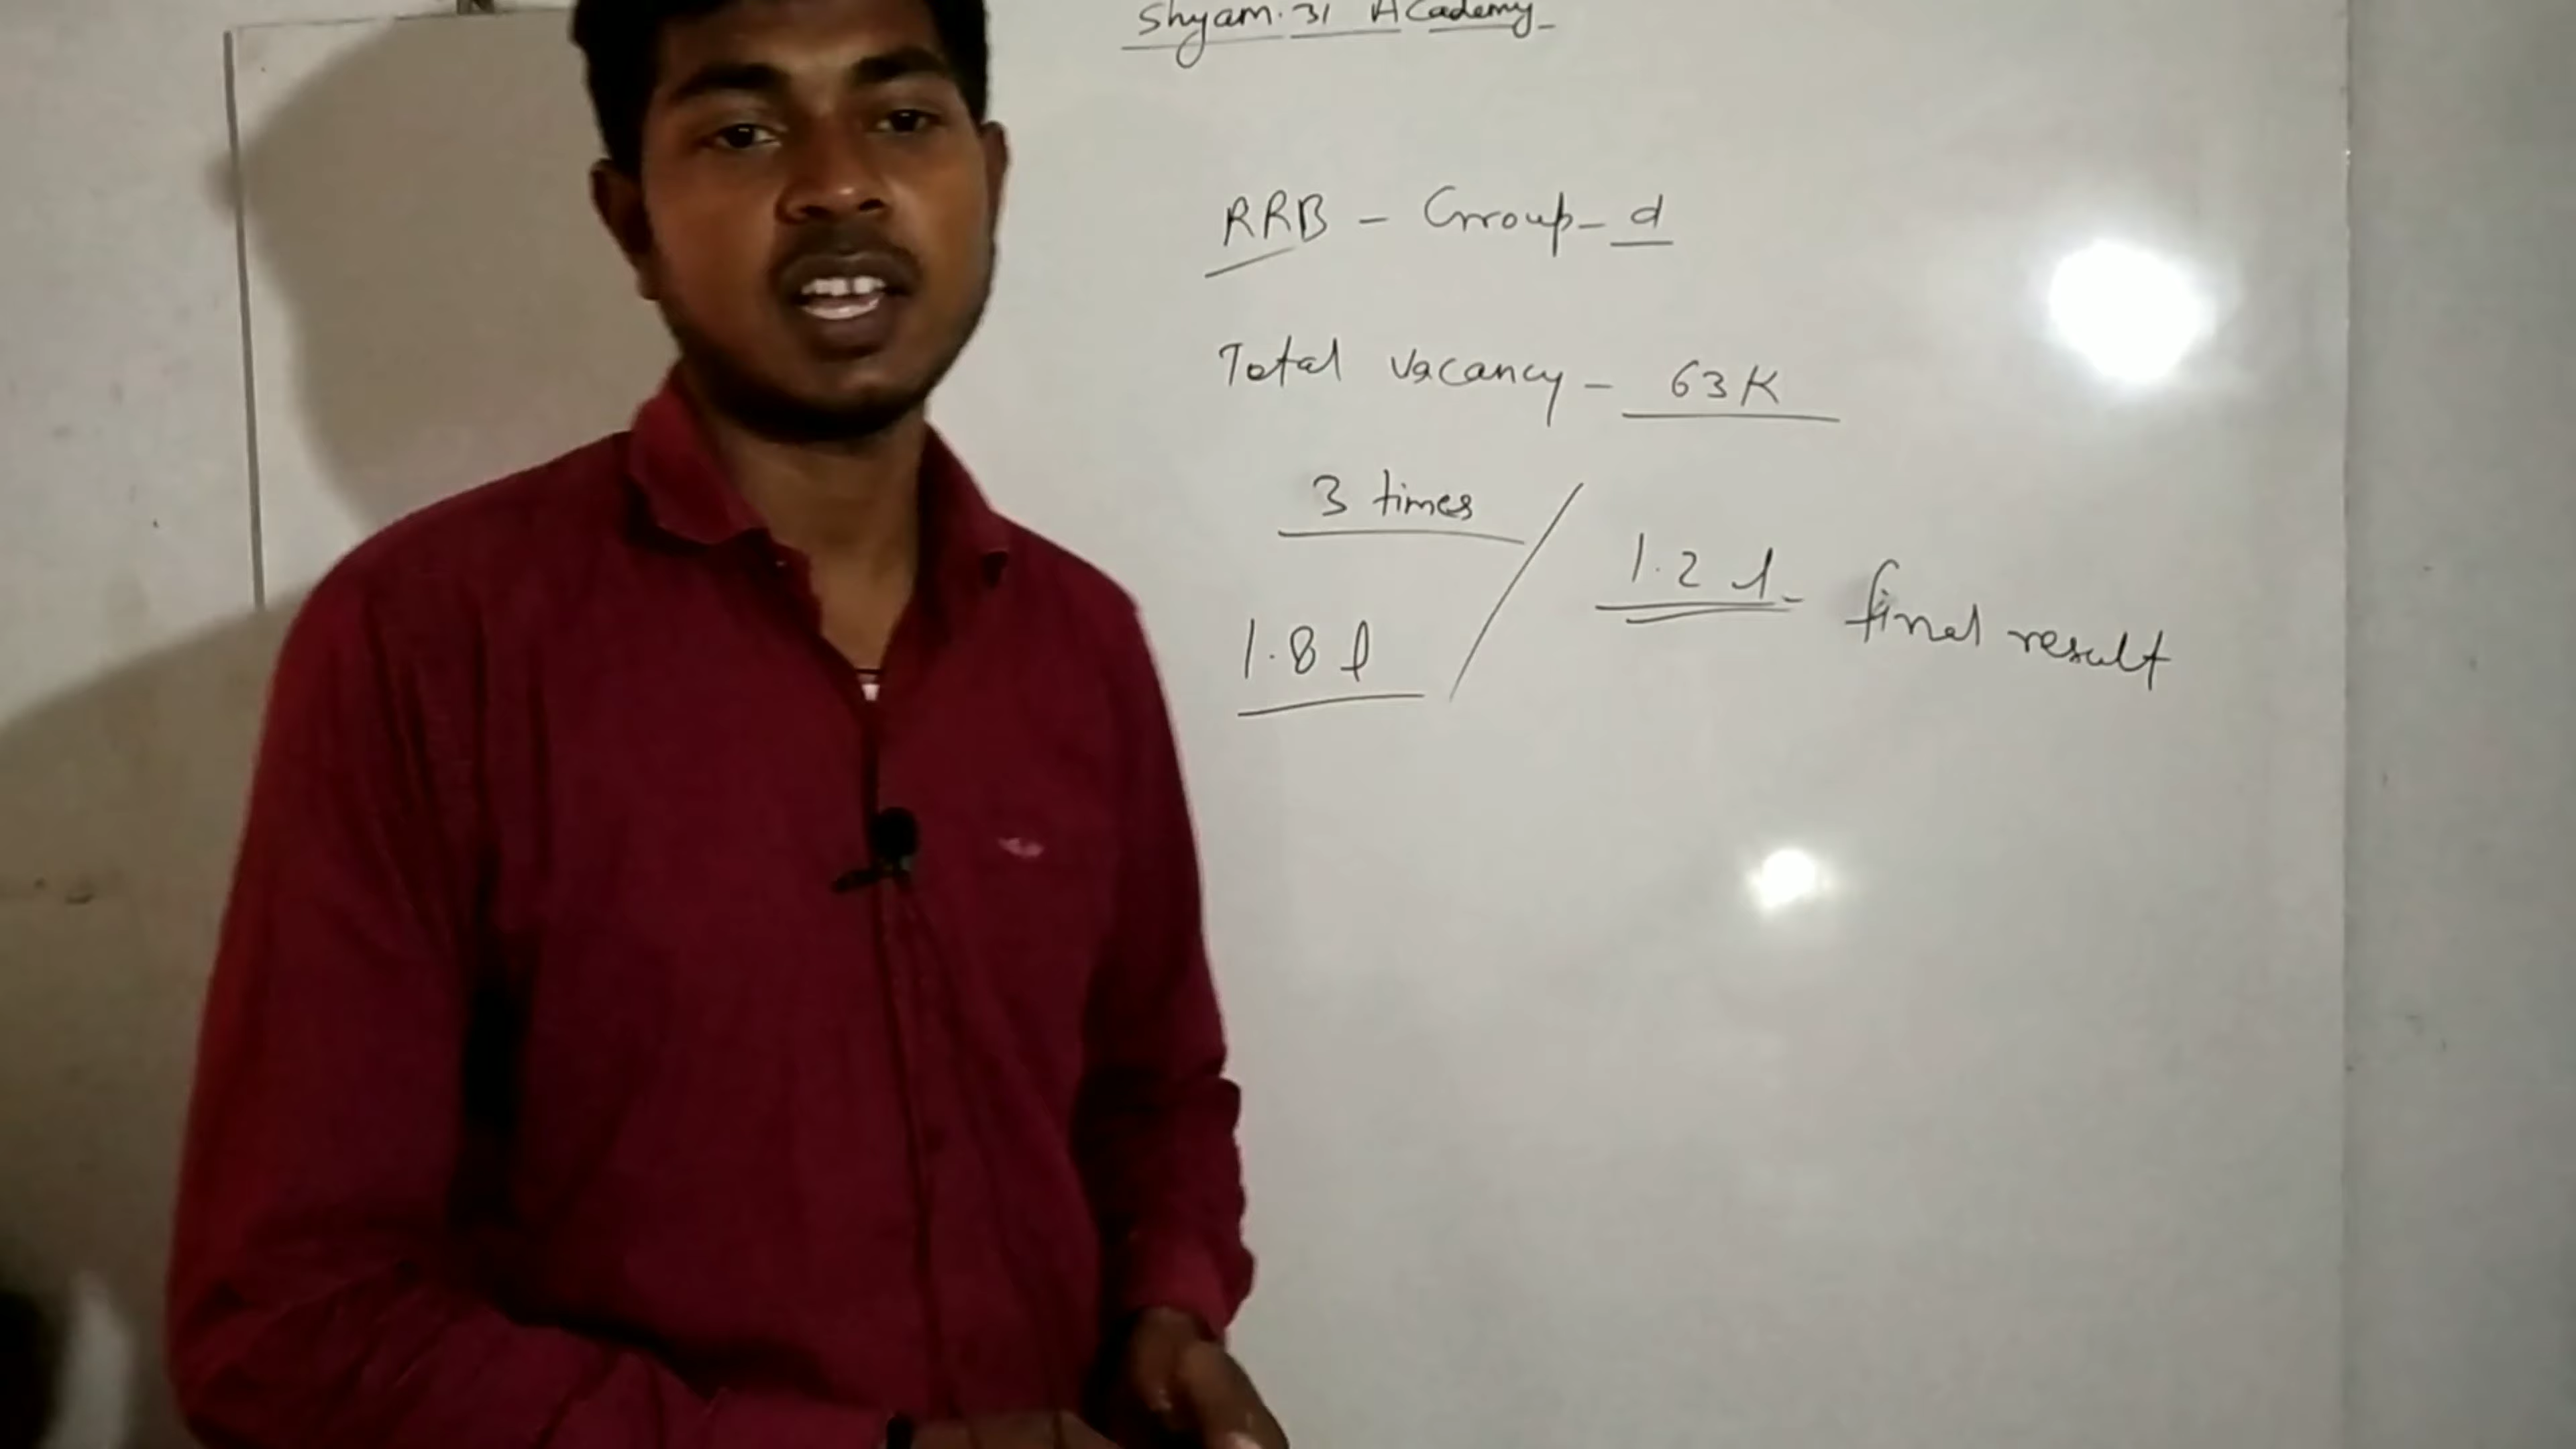 Shyam.31 Academy
RRB - Group - d
Total vacancy - 63K
3 times
1.8 l
1.2 l - final result